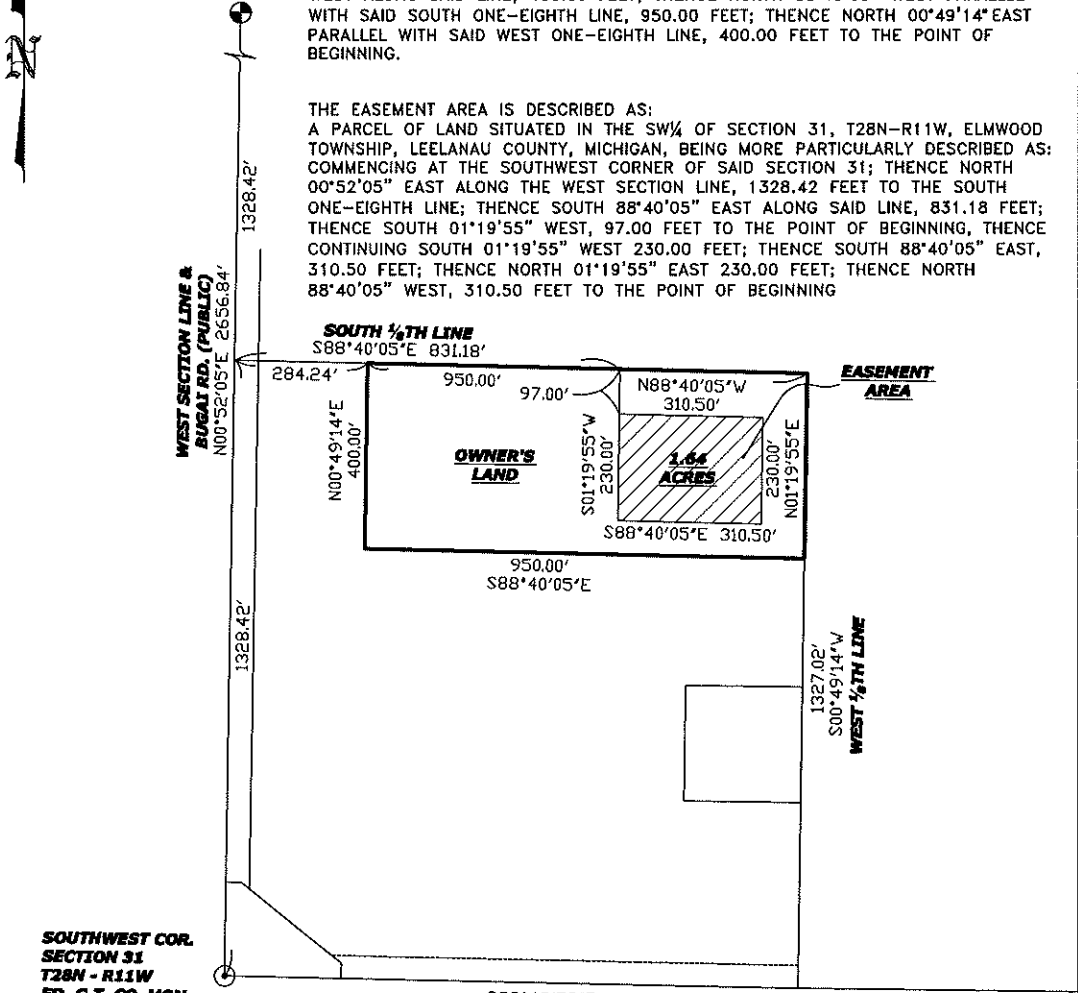 WITH SAID SOUTH ONE-EIGHTH LINE, 950.00 FEET; THENCE NORTH 00°49'14" EAST
PARALLEL WITH SAID WEST ONE-EIGHTH LINE, 400.00 FEET TO THE POINT OF
BEGINNING.
THE EASEMENT AREA IS DESCRIBED AS:
A PARCEL OF LAND SITUATED IN THE SW¼ OF SECTION 31, T28N-R11W, ELMWOOD
TOWNSHIP, LEELANAU COUNTY, MICHIGAN, BEING MORE PARTICULARLY DESCRIBED AS:
COMMENCING AT THE SOUTHWEST CORNER OF SAID SECTION 31; THENCE NORTH
00°52'05" EAST ALONG THE WEST SECTION LINE, 1328.42 FEET TO THE SOUTH
ONE-EIGHTH LINE; THENCE SOUTH 88°40'05" EAST ALONG SAID LINE, 831.18 FEET;
THENCE SOUTH 01°19'55" WEST, 97.00 FEET TO THE POINT OF BEGINNING, THENCE
CONTINUING SOUTH 01°19'55" WEST 230.00 FEET; THENCE SOUTH 88°40'05" EAST,
310.50 FEET; THENCE NORTH 01°19'55" EAST 230.00 FEET; THENCE NORTH
88°40'05" WEST, 310.50 FEET TO THE POINT OF BEGINNING
N
1328.42'
WEST SECTION LINE &
BUGAI RD. (PUBLIC)
N00°52'05"E 2656.84'
SOUTH ⅛TH LINE
S88°40'05"E 831.18'
284.24'
950.00'
97.00'
N88°40'05"W
310.50'
EASEMENT
AREA
N00°49'14"E
400.00'
OWNER'S
LAND
S01°19'55"W
230.00'
1.64
ACRES
230.00'
N01°19'55"E
S88°40'05"E 310.50'
950.00'
S88°40'05"E
1328.42'
1327.02'
S00°49'14"W
WEST ⅛TH LINE
SOUTHWEST COR.
SECTION 31
T28N - R11W